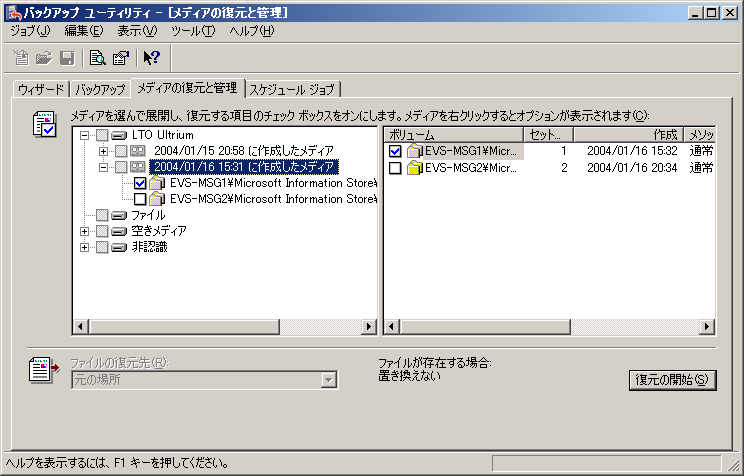 バックアップ ユーティリティ - [メディアの復元と管理]
ジョブ(J) 編集(E) 表示(V) ツール(T) ヘルプ(H)
ウィザード バックアップ メディアの復元と管理 スケジュール ジョブ
メディアを選んで展開し、復元する項目のチェック ボックスをオンにします。メディアを右クリックするとオプションが表示されます(C):
LTO Ultrium
2004/01/15 20:58 に作成したメディア
2004/01/16 15:31 に作成したメディア
EVS-MSG1¥Microsoft Information Store¥
EVS-MSG2¥Microsoft Information Store¥
ファイル
空きメディア
非認識
ボリューム セット... 作成 メソッ
EVS-MSG1¥Micr... 1 2004/01/16 15:32 通常
EVS-MSG2¥Micr... 2 2004/01/16 20:34 通常
ファイルの復元先(R):
元の場所
ファイルが存在する場合:
置き換えない
復元の開始(S)
ヘルプを表示するには、F1 キーを押してください。